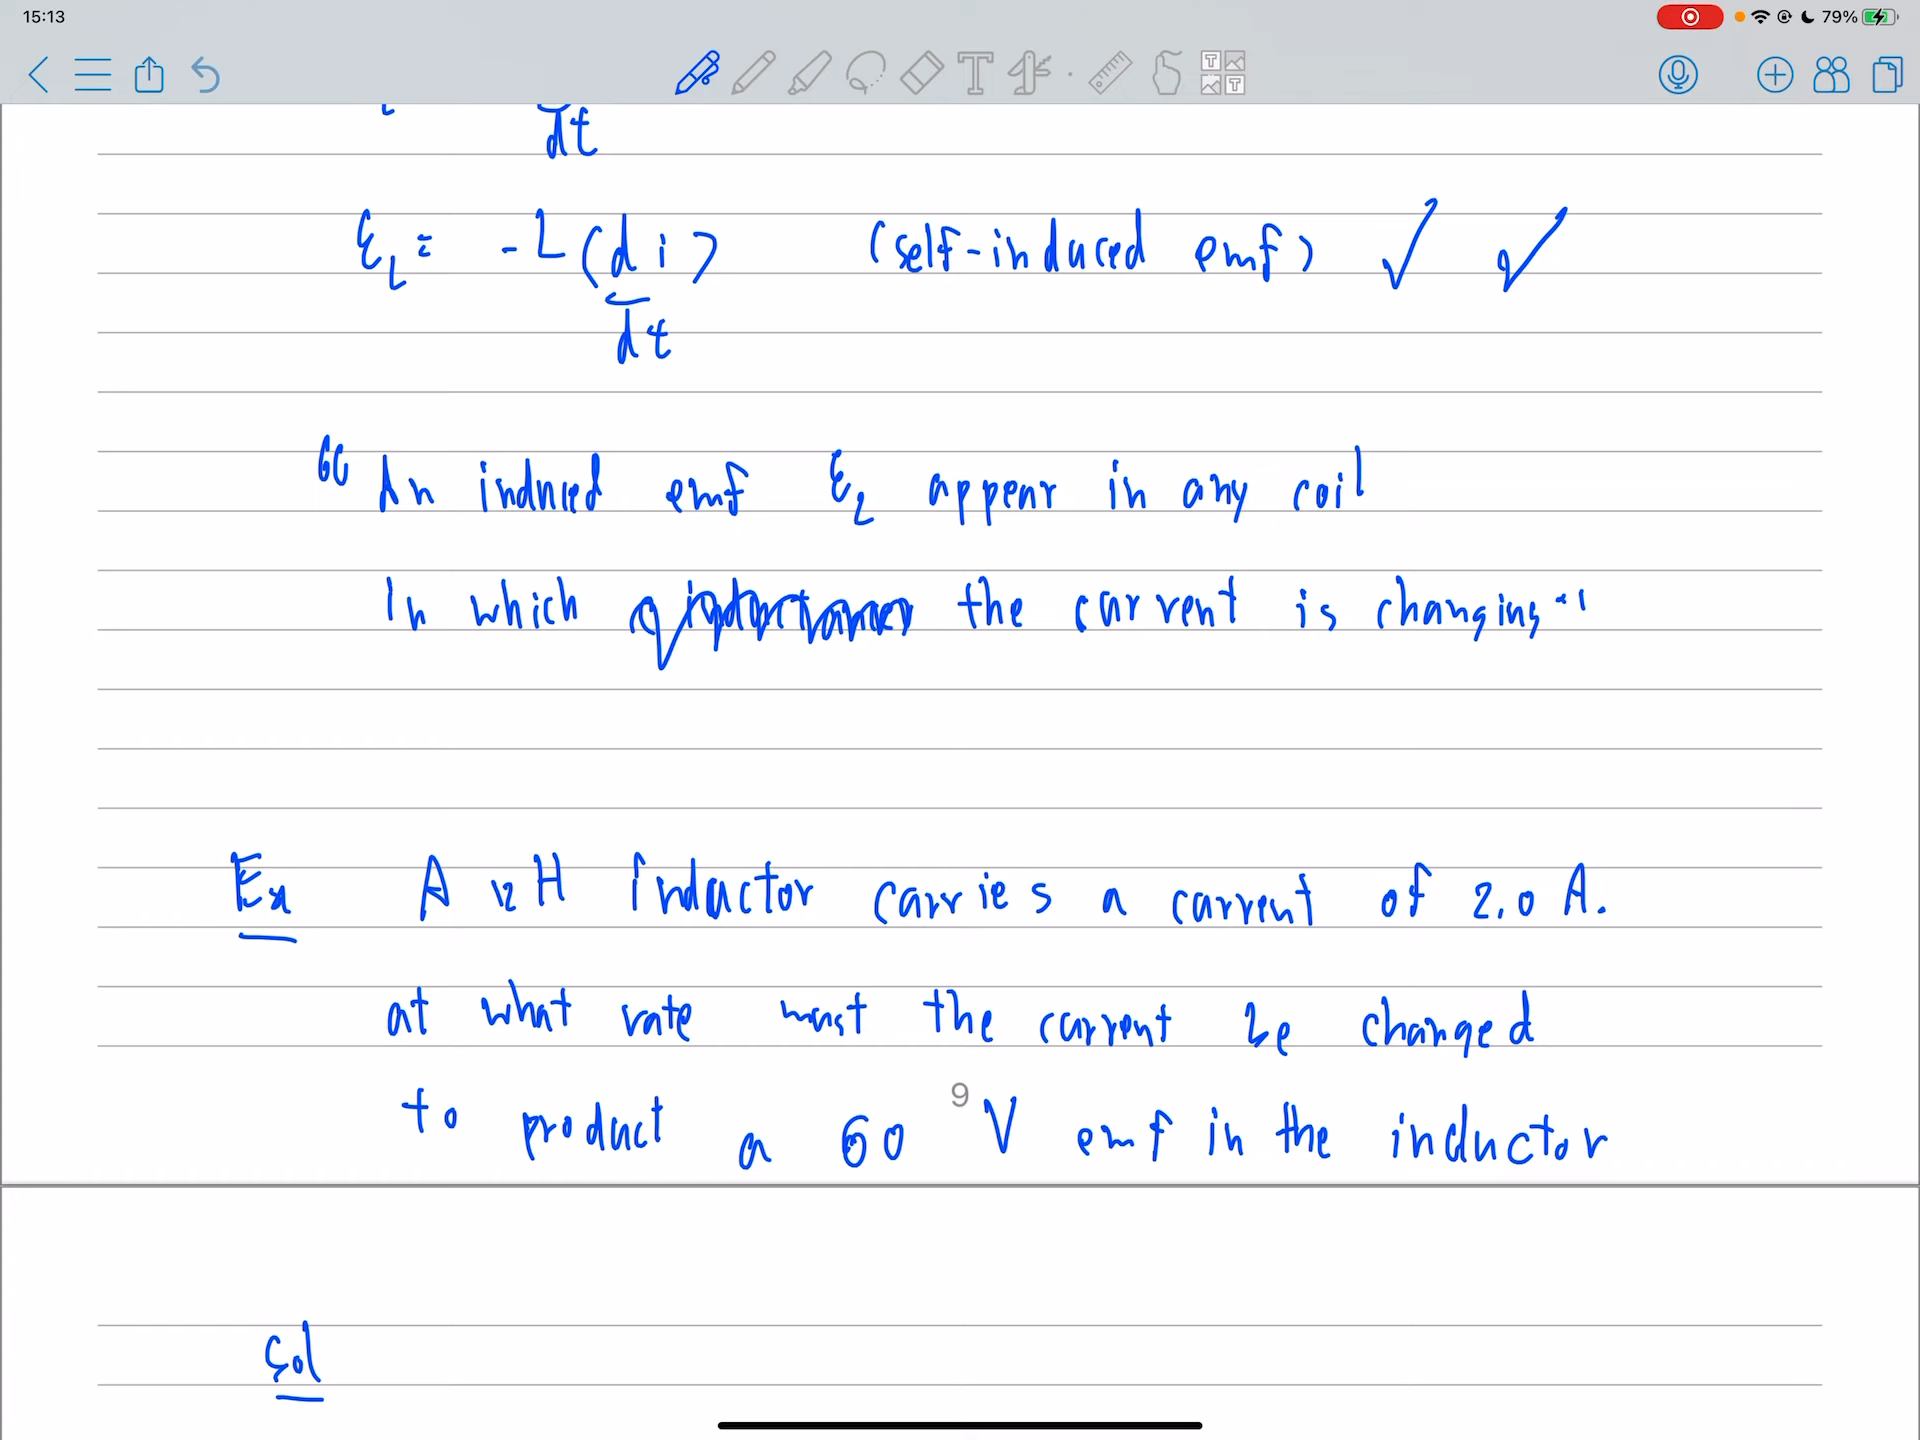 15:13
79%
dt
ℰL = -L (di)
dt
(self-induced emf) ✓ ✓
“ An induced emf ℰL appear in any coil
in which the current is changing "
Ex A 12 H inductor carries a current of 2.0 A.
at what rate must the current be changed
to product a 60 V emf in the inductor
9
Sol